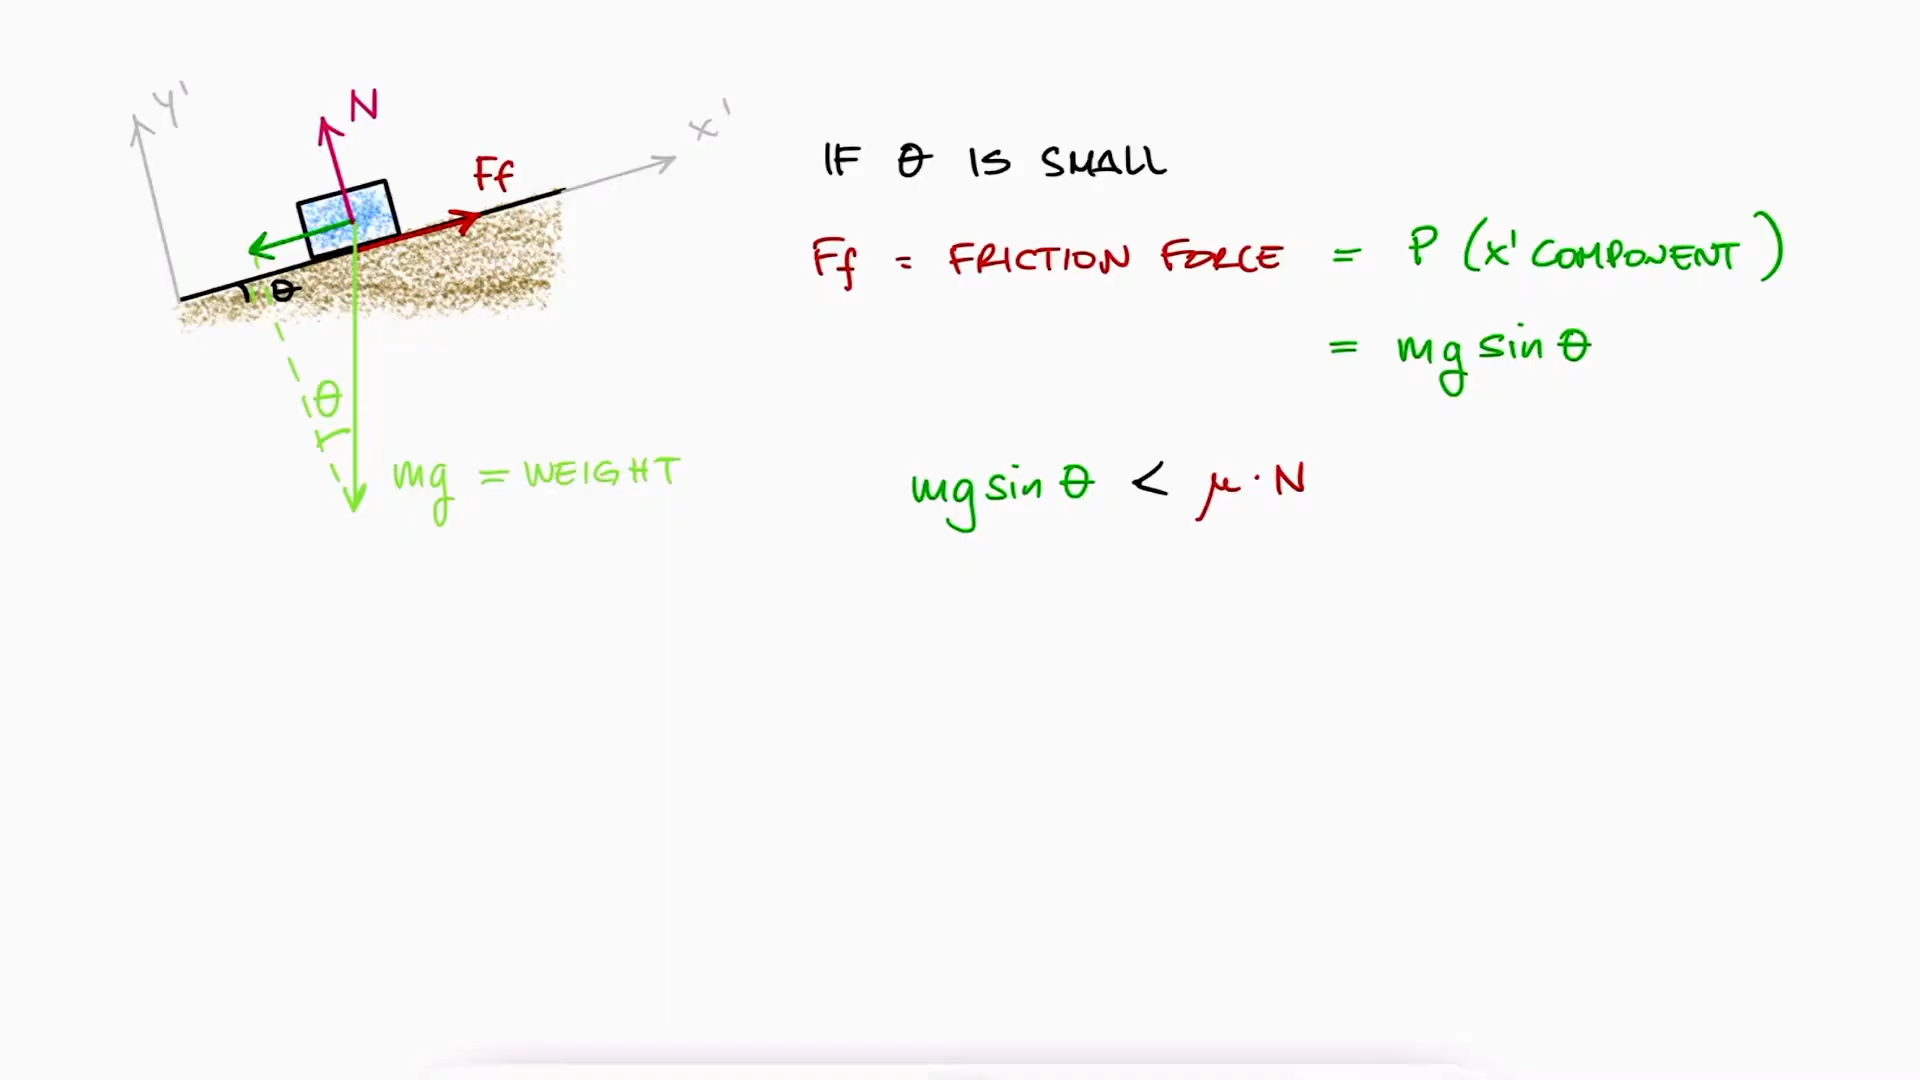 Y'
N
x'
Ff
θ
θ
mg = WEIGHT
IF θ IS SMALL
Ff = FRICTION FORCE = P (x' COMPONENT)
= mg sin θ
mg sin θ < μ · N